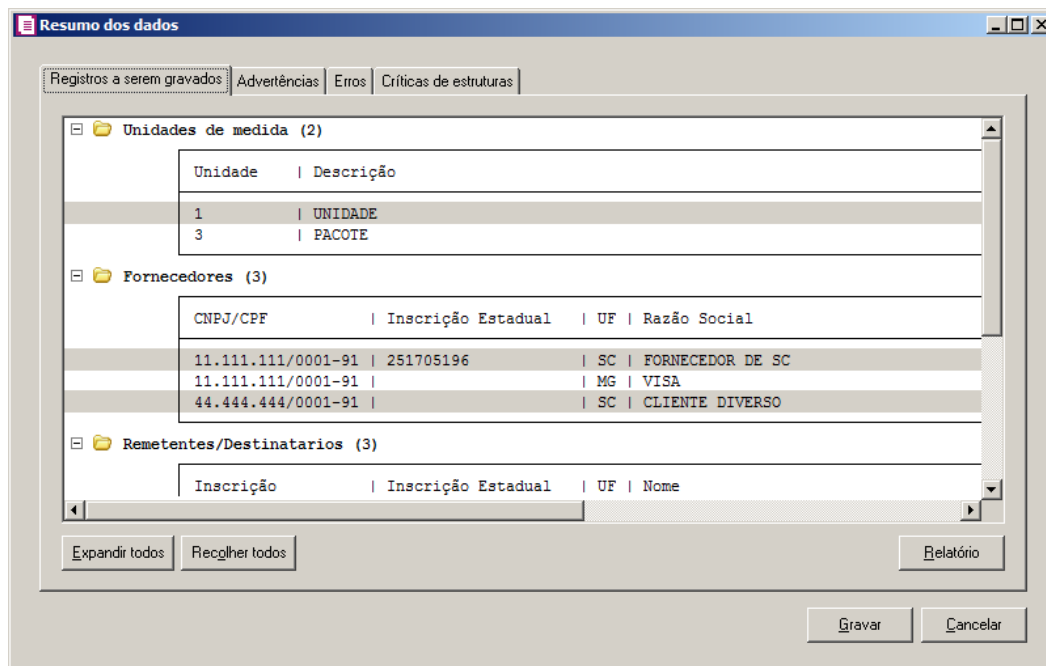 Resumo dos dados
Registros a serem gravados Advertências Erros Críticas de estruturas
Unidades de medida (2)
Unidade | Descrição
1 | UNIDADE
3 | PACOTE
Fornecedores (3)
CNPJ/CPF | Inscrição Estadual | UF | Razão Social
11.111.111/0001-91 | 251705196 | SC | FORNECEDOR DE SC
11.111.111/0001-91 | | MG | VISA
44.444.444/0001-91 | | SC | CLIENTE DIVERSO
Remetentes/Destinatarios (3)
Inscrição | Inscrição Estadual | UF | Nome
Expandir todos Recolher todos Relatório
Gravar Cancelar